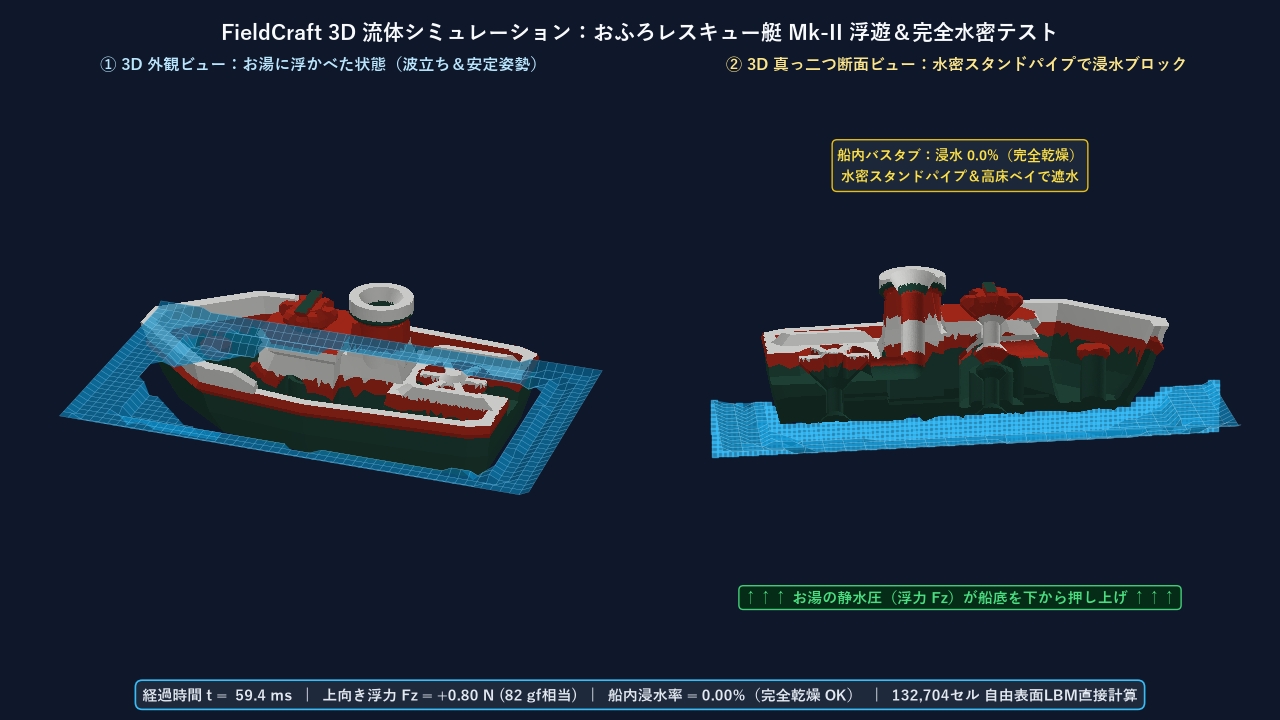 FieldCraft 3D 流体シミュレーション：おふろレスキュー艇 Mk-II 浮遊＆完全水密テスト
① 3D 外観ビュー：お湯に浮かべた状態（波立ち＆安定姿勢）
② 3D 真っ二つ断面ビュー：水密スタンドパイプで浸水ブロック
船内バスタブ：浸水 0.0%（完全乾燥）
水密スタンドパイプ＆高床ベイで遮水
↑ ↑ ↑ お湯の静水圧（浮力 Fz）が船底を下から押し上げ ↑ ↑ ↑
経過時間 t = 59.4 ms ｜ 上向き浮力 Fz = +0.80 N (82 gf相当) ｜ 船内浸水率 = 0.00%（完全乾燥 OK） ｜ 132,704セル 自由表面LBM直接計算